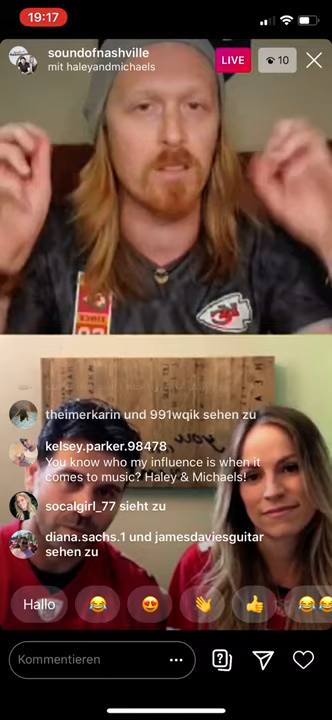 19:17
soundofnashville
mit haleyandmichaels
LIVE
10
KC
theimerkarin und 991wqik sehen zu
kelsey.parker.98478
You know who my influence is when it
comes to music? Haley & Michaels!
socalgirl_77 sieht zu
diana.sachs.1 und jamesdaviesguitar
sehen zu
Hallo
Kommentieren